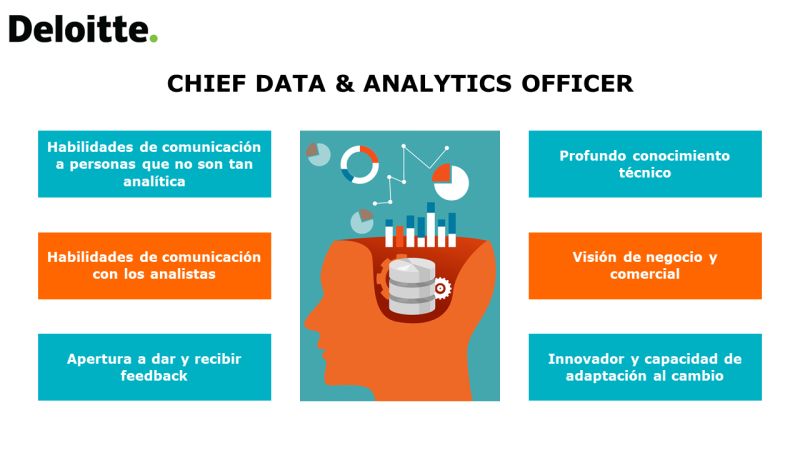 Deloitte.
CHIEF DATA & ANALYTICS OFFICER
Habilidades de comunicación
a personas que no son tan
analítica
Habilidades de comunicación
con los analistas
Apertura a dar y recibir
feedback
Profundo conocimiento
técnico
Visión de negocio y
comercial
Innovador y capacidad de
adaptación al cambio